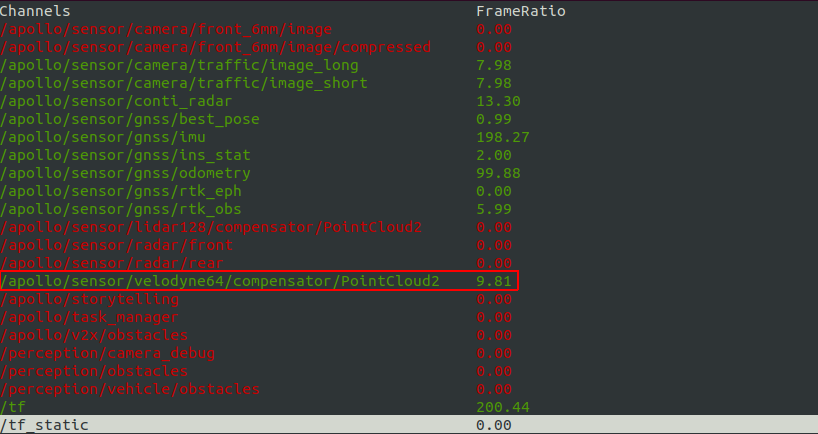 Channels FrameRatio
/apollo/sensor/camera/front_6mm/image 0.00
/apollo/sensor/camera/front_6mm/image/compressed 0.00
/apollo/sensor/camera/traffic/image_long 7.98
/apollo/sensor/camera/traffic/image_short 7.98
/apollo/sensor/conti_radar 13.30
/apollo/sensor/gnss/best_pose 0.99
/apollo/sensor/gnss/imu 198.27
/apollo/sensor/gnss/ins_stat 2.00
/apollo/sensor/gnss/odometry 99.88
/apollo/sensor/gnss/rtk_eph 0.00
/apollo/sensor/gnss/rtk_obs 5.99
/apollo/sensor/lidar128/compensator/PointCloud2 0.00
/apollo/sensor/radar/front 0.00
/apollo/sensor/radar/rear 0.00
/apollo/sensor/velodyne64/compensator/PointCloud2 9.81
/apollo/storytelling 0.00
/apollo/task_manager 0.00
/apollo/v2x/obstacles 0.00
/perception/camera_debug 0.00
/perception/obstacles 0.00
/perception/vehicle/obstacles 0.00
/tf 200.44
/tf_static 0.00